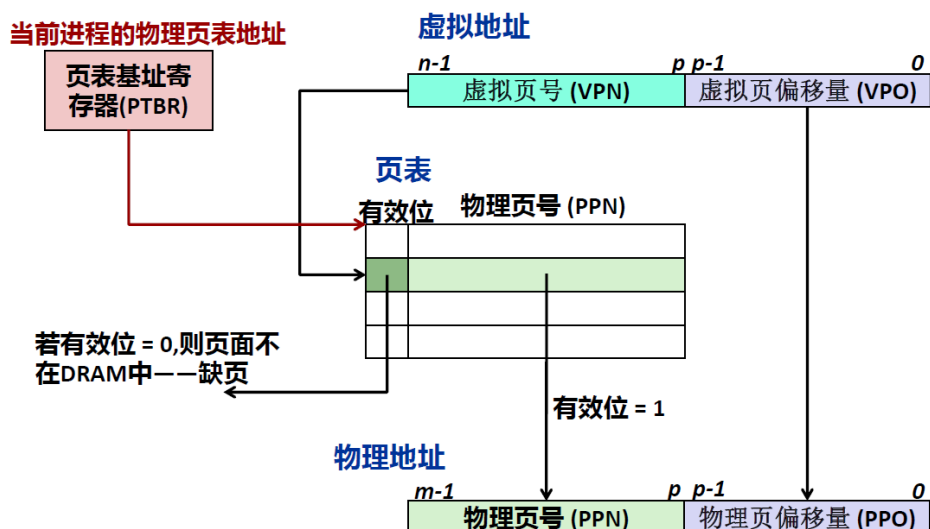 当前进程的物理页表地址
虚拟地址
页表基址寄
存器(PTBR)
n-1 p p-1 0
虚拟页号 (VPN) 虚拟页偏移量 (VPO)
页表
有效位 物理页号 (PPN)
若有效位 = 0,则页面不
在DRAM中——缺页
有效位 = 1
物理地址
m-1 p p-1 0
物理页号 (PPN) 物理页偏移量 (PPO)